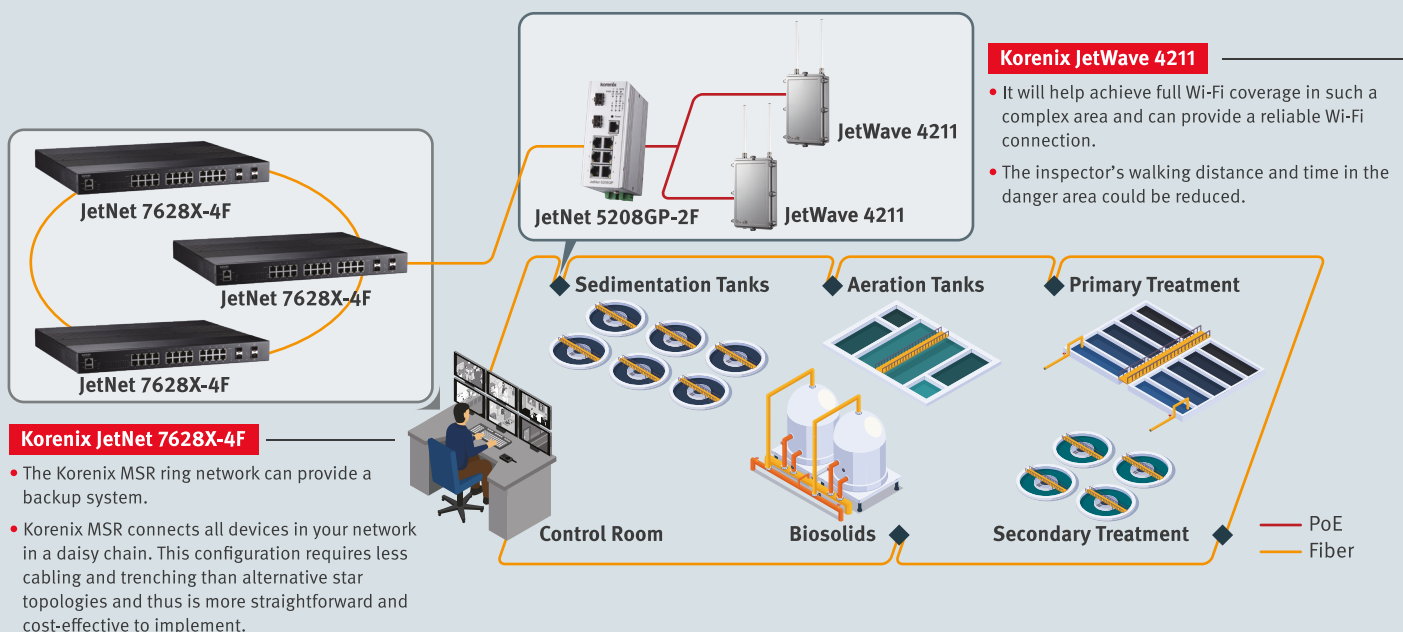 Korenix JetWave 4211
• It will help achieve full Wi-Fi coverage in such a
complex area and can provide a reliable Wi-Fi
connection.
• The inspector's walking distance and time in the
danger area could be reduced.
korenix
JetWave 4211
JetWave 4211
JetNet 5208GP-2F
JetNet 7628X-4F
JetNet 7628X-4F
JetNet 7628X-4F
Sedimentation Tanks
Aeration Tanks
Primary Treatment
Korenix JetNet 7628X-4F
• The Korenix MSR ring network can provide a
backup system.
• Korenix MSR connects all devices in your network
in a daisy chain. This configuration requires less
cabling and trenching than alternative star
topologies and thus is more straightforward and
cost-effective to implement.
Control Room
Biosolids
Secondary Treatment
PoE
Fiber